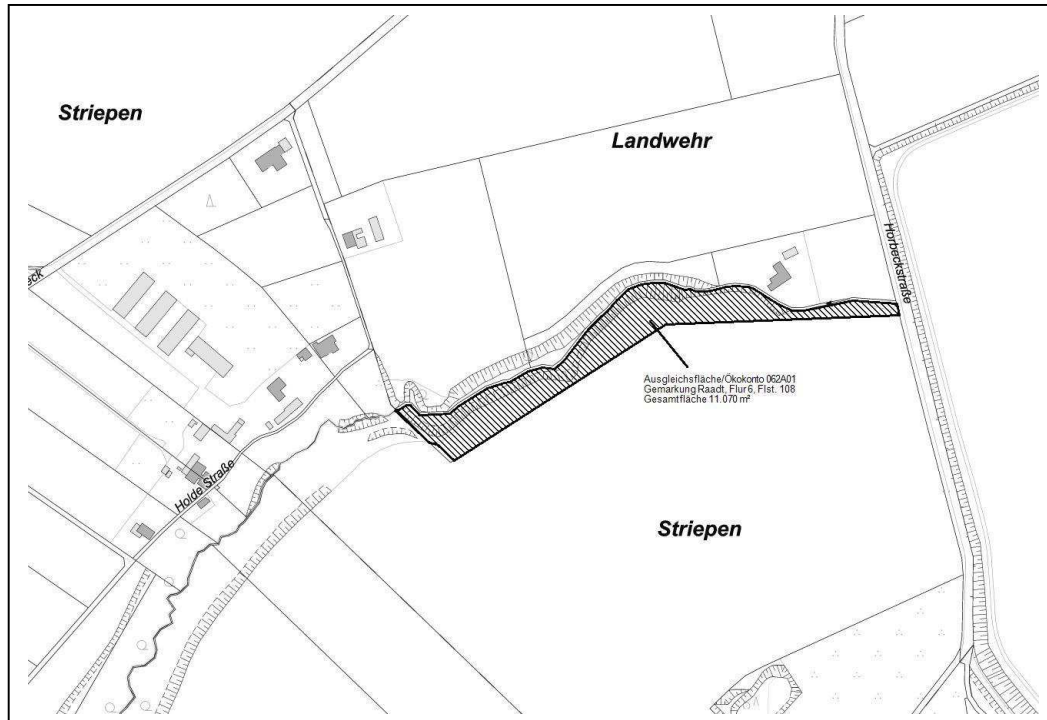 Striepen
Landwehr
Horbeckstraße
eck
Ausgleichsfläche/Ökokonto 062A01
Gemarkung Raadt, Flur 6, Flst. 108
Gesamtfläche 11.070 m²
Holde Straße
Striepen